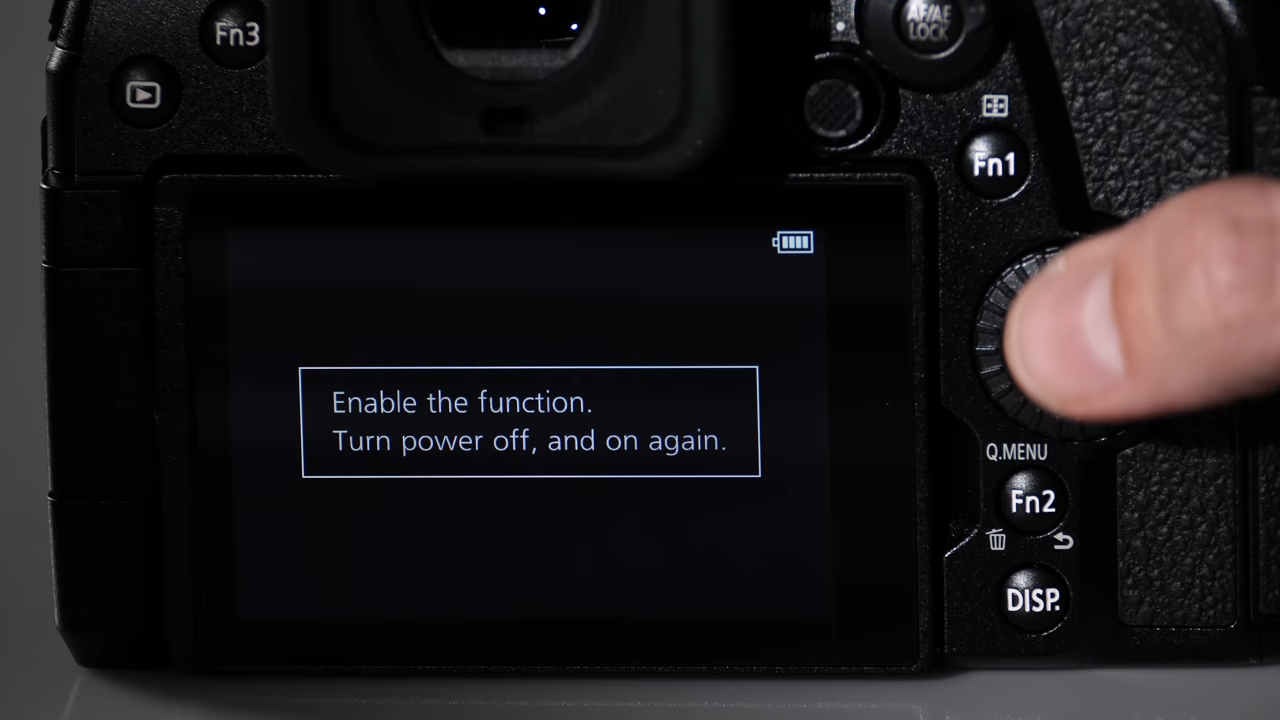 Fn3
AF/AE
LOCK
Fn1
Enable the function.
Turn power off, and on again.
Q.MENU
Fn2
DISP.